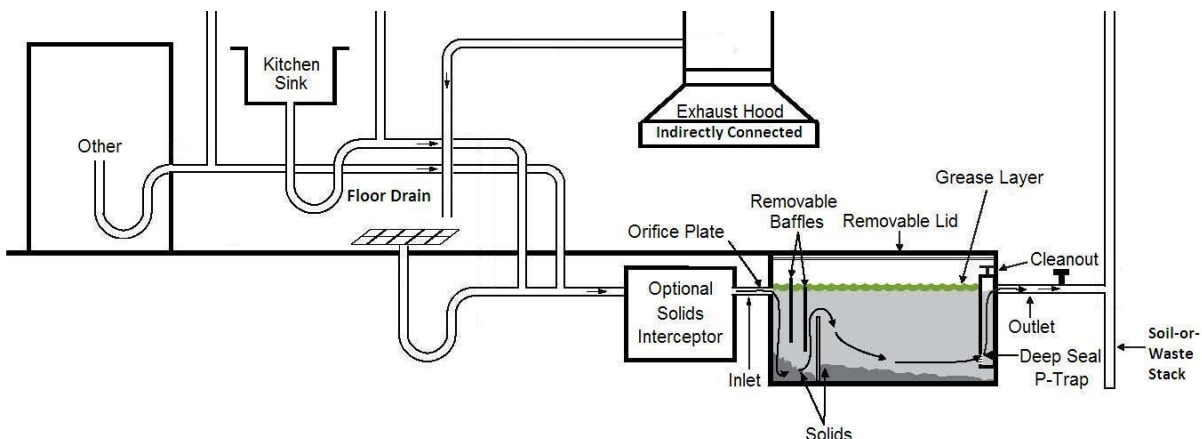 Kitchen
Sink
Exhaust Hood
Indirectly Connected
Other
Floor Drain
Grease Layer
Removable
Baffles
Removable Lid
Orifice Plate
Cleanout
Optional
Solids
Interceptor
Inlet
Outlet
Deep Seal
P-Trap
Soil-or-
Waste
Stack
Solids